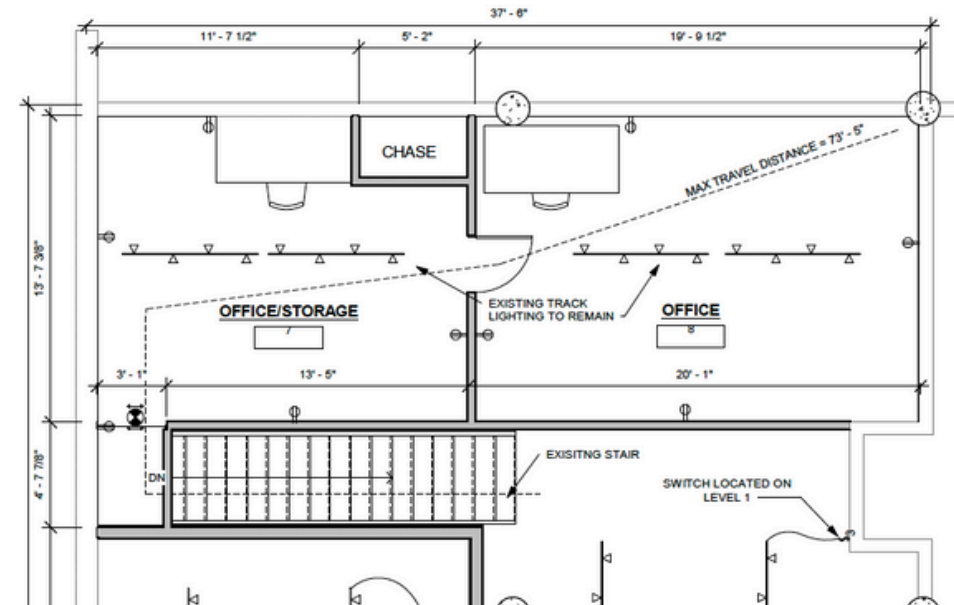 37' - 6"
11' - 7 1/2"
5' - 2"
19' - 9 1/2"
CHASE
MAX TRAVEL DISTANCE = 73' - 5"
13' - 7 3/8"
EXISTING TRACK
LIGHTING TO REMAIN
OFFICE/STORAGE
7
OFFICE
8
3' - 1"
13' - 5"
20' - 1"
4' - 7 7/8"
DN
EXISITNG STAIR
SWITCH LOCATED ON
LEVEL 1
3